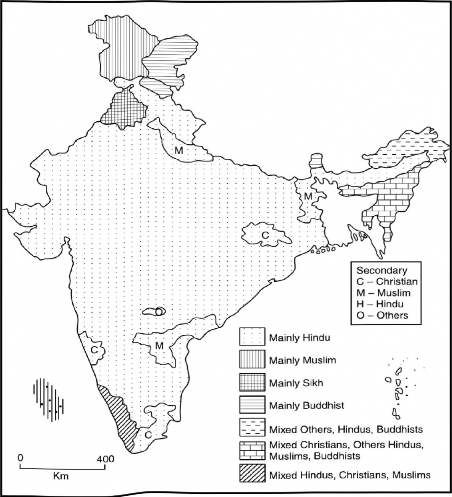 M
M
C
O
C
M
C
Secondary
C – Christian
M – Muslim
H – Hindu
O – Others
Mainly Hindu
Mainly Muslim
Mainly Sikh
Mainly Buddhist
Mixed Others, Hindus, Buddhists
Mixed Christians, Others Hindus,
Muslims, Buddhists
Mixed Hindus, Christians, Muslims
0 400
Km